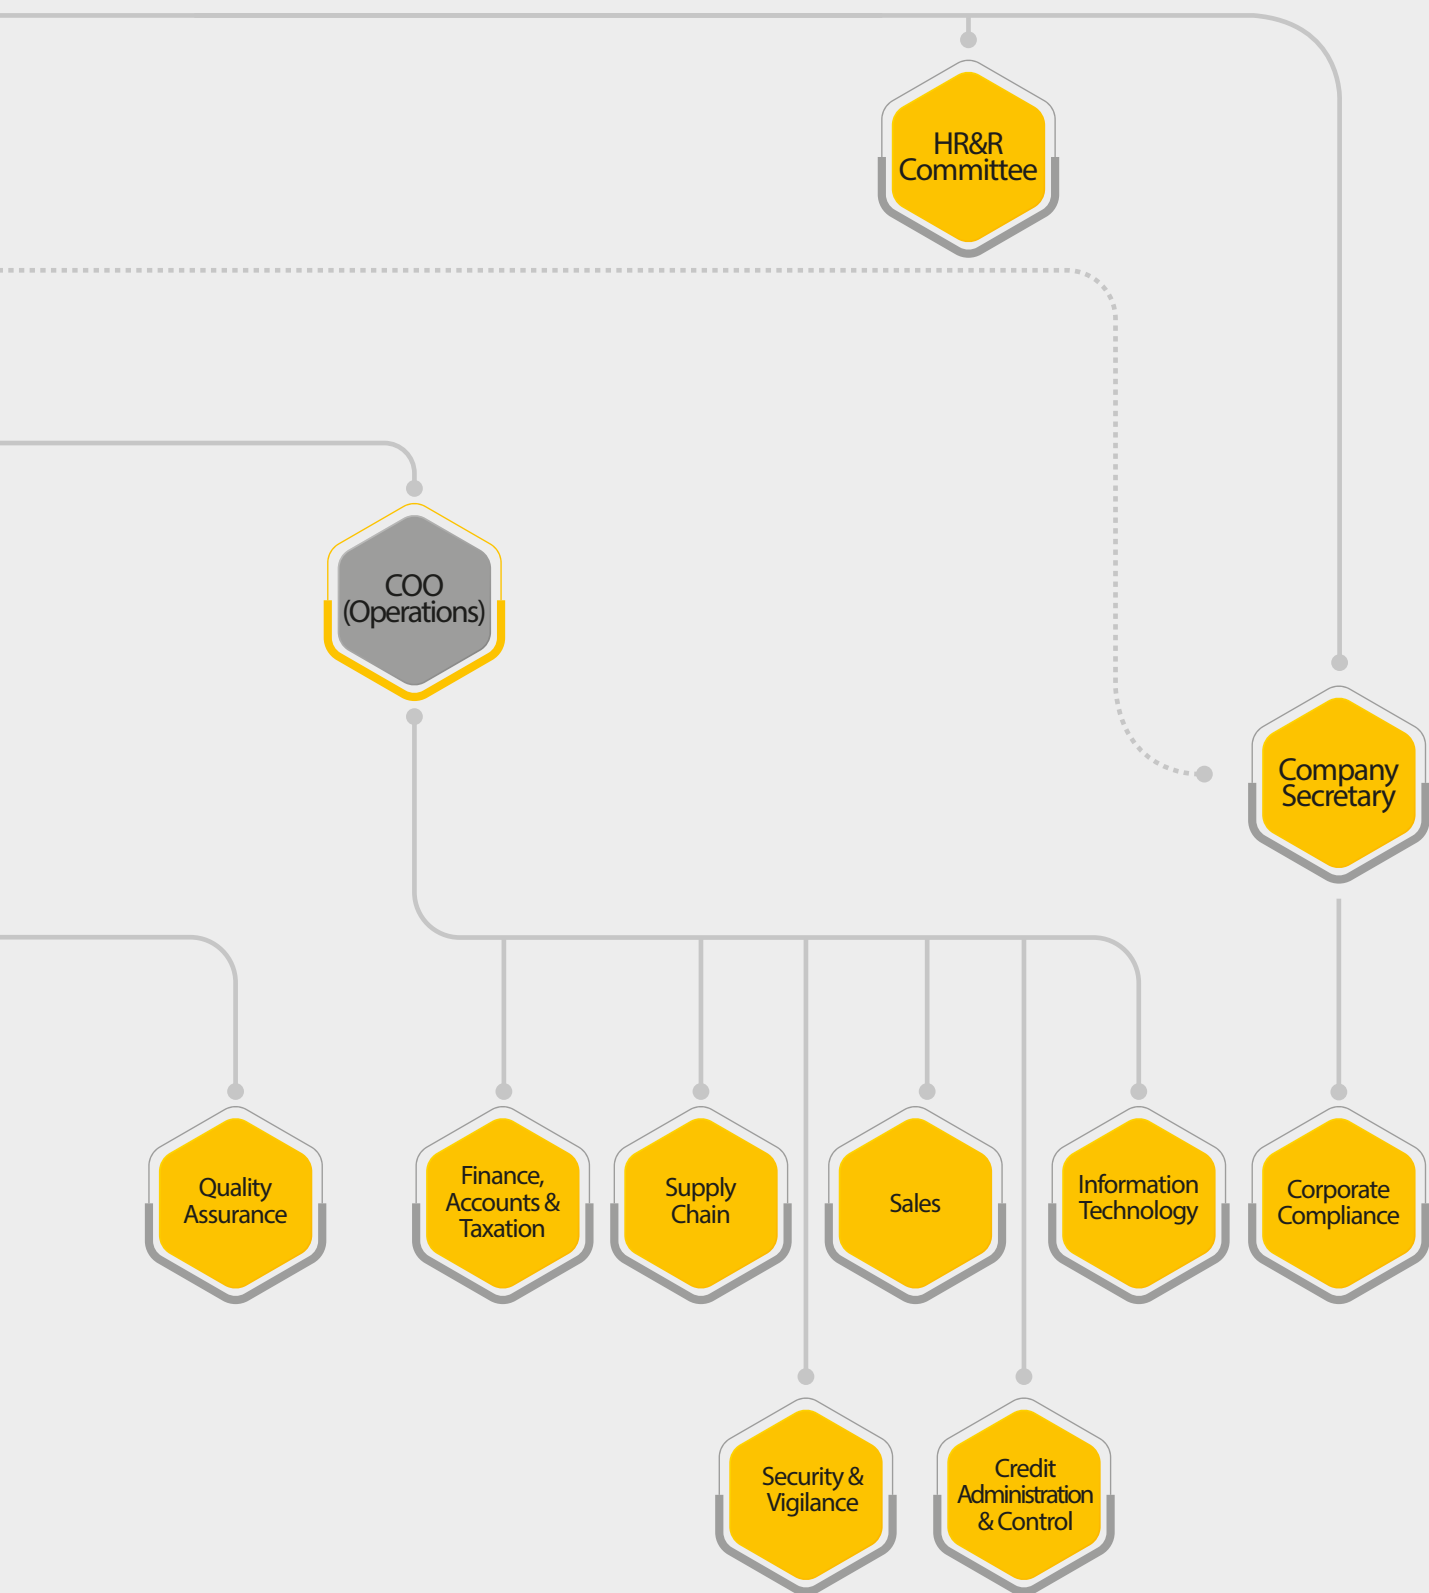 HR&R
Committee
COO
(Operations)
Company
Secretary
Quality
Assurance
Finance,
Accounts &
Taxation
Supply
Chain
Sales
Information
Technology
Corporate
Compliance
Security &
Vigilance
Credit
Administration
& Control